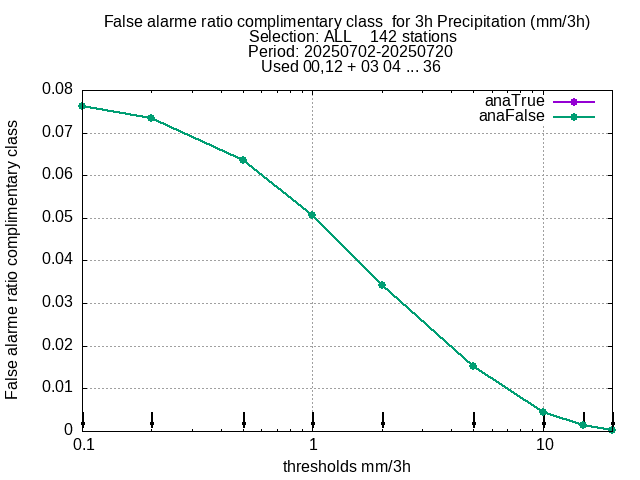 False alarme ratio complimentary class  for 3h Precipitation (mm/3h)
Selection: ALL    142 stations
Period: 20250702-20250720
Used 00,12 + 03 04 ... 36
anaTrue
anaFalse
False alarme ratio complimentary class
0.08
0.07
0.06
0.05
0.04
0.03
0.02
0.01
0
0.1 1 10
thresholds mm/3h